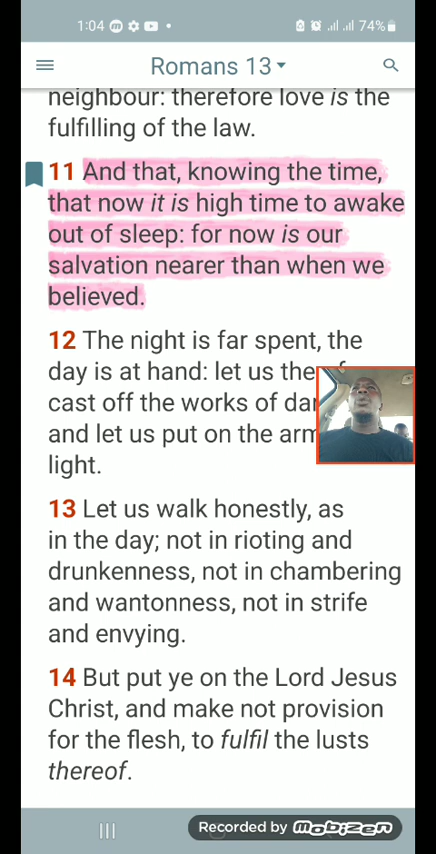 1:04 74%
Romans 13
neighbour: therefore love is the
fulfilling of the law.
11 And that, knowing the time,
that now it is high time to awake
out of sleep: for now is our
salvation nearer than when we
believed.
12 The night is far spent, the
day is at hand: let us the
cast off the works of dar
and let us put on the arm
light.
13 Let us walk honestly, as
in the day; not in rioting and
drunkenness, not in chambering
and wantonness, not in strife
and envying.
14 But put ye on the Lord Jesus
Christ, and make not provision
for the flesh, to fulfil the lusts
thereof.
Recorded by mobizen